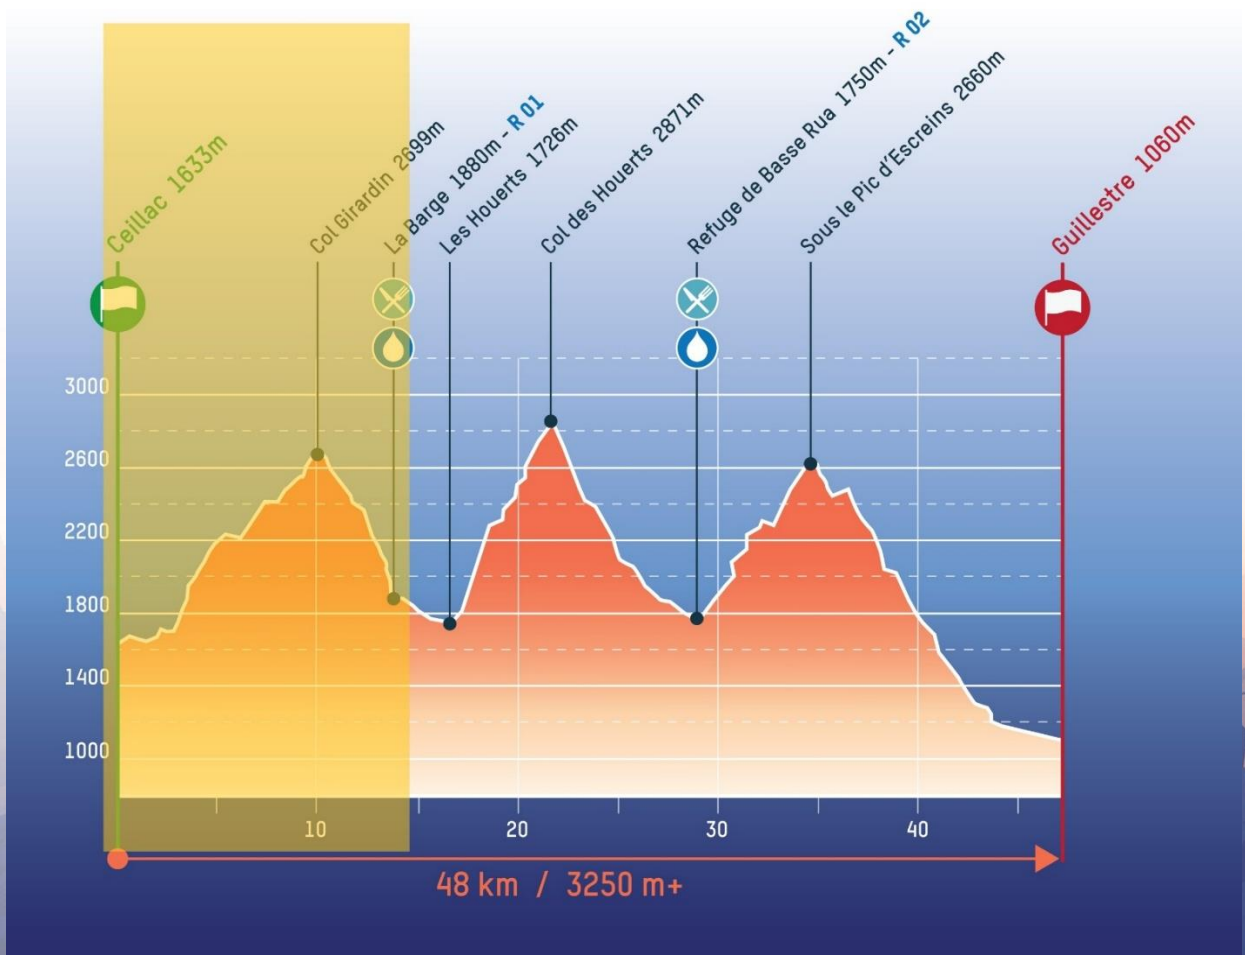 Ceillac 1633m
Col Girardin 2699m
La Barge 1880m - R 01
Les Houerts 1726m
Col des Houerts 2871m
Refuge de Basse Rua 1750m - R 02
Sous le Pic d'Escreins 2660m
Guillestre 1060m
3000
2600
2200
1800
1400
1000
10
20
30
40
48 km / 3250 m+